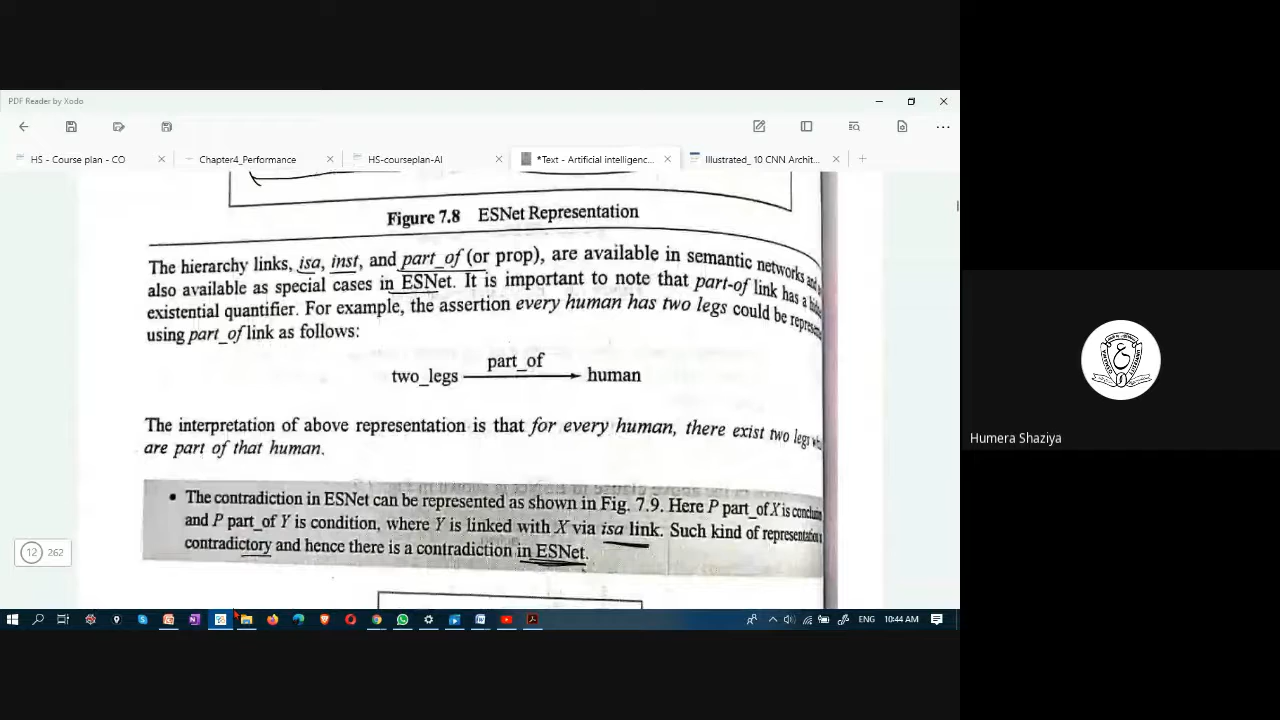 PDF Reader by Xodo
HS - Course plan - CO
Chapter4_Performance
HS-courseplan-AI
*Text - Artificial intelligenc...
Illustrated_ 10 CNN Archit...
Figure 7.8 ESNet Representation
The hierarchy links, isa, inst, and part_of (or prop), are available in semantic networks and
also available as special cases in ESNet. It is important to note that part-of link has a
existential quantifier. For example, the assertion every human has two legs could be
using part_of link as follows:
part_of
two_legs human
The interpretation of above representation is that for every human, there exist two legs
are part of that human.
• The contradiction in ESNet can be represented as shown in Fig. 7.9. Here P part_of X is
and P part_of Y is condition, where Y is linked with X via isa link. Such kind of representation
contradictory and hence there is a contradiction in ESNet.
12 262
ENG 10:44 AM
Humera Shaziya